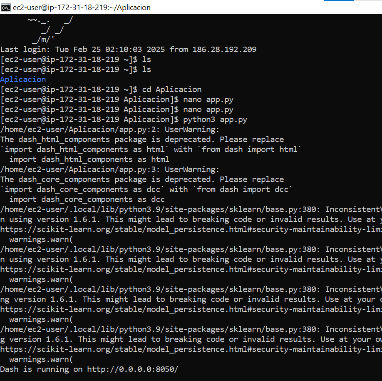 ec2-user@ip-172-31-18-219:~/Aplicacion
~~._.   _/
_/ _/
_/m/'
Last login: Tue Feb 25 02:10:03 2025 from 186.28.192.209
[ec2-user@ip-172-31-18-219 ~]$ ls
[ec2-user@ip-172-31-18-219 ~]$ ls
Aplicacion
[ec2-user@ip-172-31-18-219 ~]$ cd Aplicacion
[ec2-user@ip-172-31-18-219 Aplicacion]$ nano app.py
[ec2-user@ip-172-31-18-219 Aplicacion]$ nano app.py
[ec2-user@ip-172-31-18-219 Aplicacion]$ python3 app.py
/home/ec2-user/Aplicacion/app.py:2: UserWarning:
The dash_html_components package is deprecated. Please replace
`import dash_html_components as html` with `from dash import html`
import dash_html_components as html
/home/ec2-user/Aplicacion/app.py:3: UserWarning:
The dash_core_components package is deprecated. Please replace
`import dash_core_components as dcc` with `from dash import dcc`
import dash_core_components as dcc
/home/ec2-user/.local/lib/python3.9/site-packages/sklearn/base.py:380: Inconsistent
n using version 1.6.1. This might lead to breaking code or invalid results. Use at
https://scikit-learn.org/stable/model_persistence.html#security-maintainability-lim
warnings.warn(
/home/ec2-user/.local/lib/python3.9/site-packages/sklearn/base.py:380: Inconsistent
n using version 1.6.1. This might lead to breaking code or invalid results. Use at
https://scikit-learn.org/stable/model_persistence.html#security-maintainability-lim
warnings.warn(
/home/ec2-user/.local/lib/python3.9/site-packages/sklearn/base.py:380: Inconsistent
ng version 1.6.1. This might lead to breaking code or invalid results. Use at your o
https://scikit-learn.org/stable/model_persistence.html#security-maintainability-limi
warnings.warn(
/home/ec2-user/.local/lib/python3.9/site-packages/sklearn/base.py:380: Inconsistent
g version 1.6.1. This might lead to breaking code or invalid results. Use at your ow
https://scikit-learn.org/stable/model_persistence.html#security-maintainability-limi
warnings.warn(
Dash is running on http://0.0.0.0:8050/